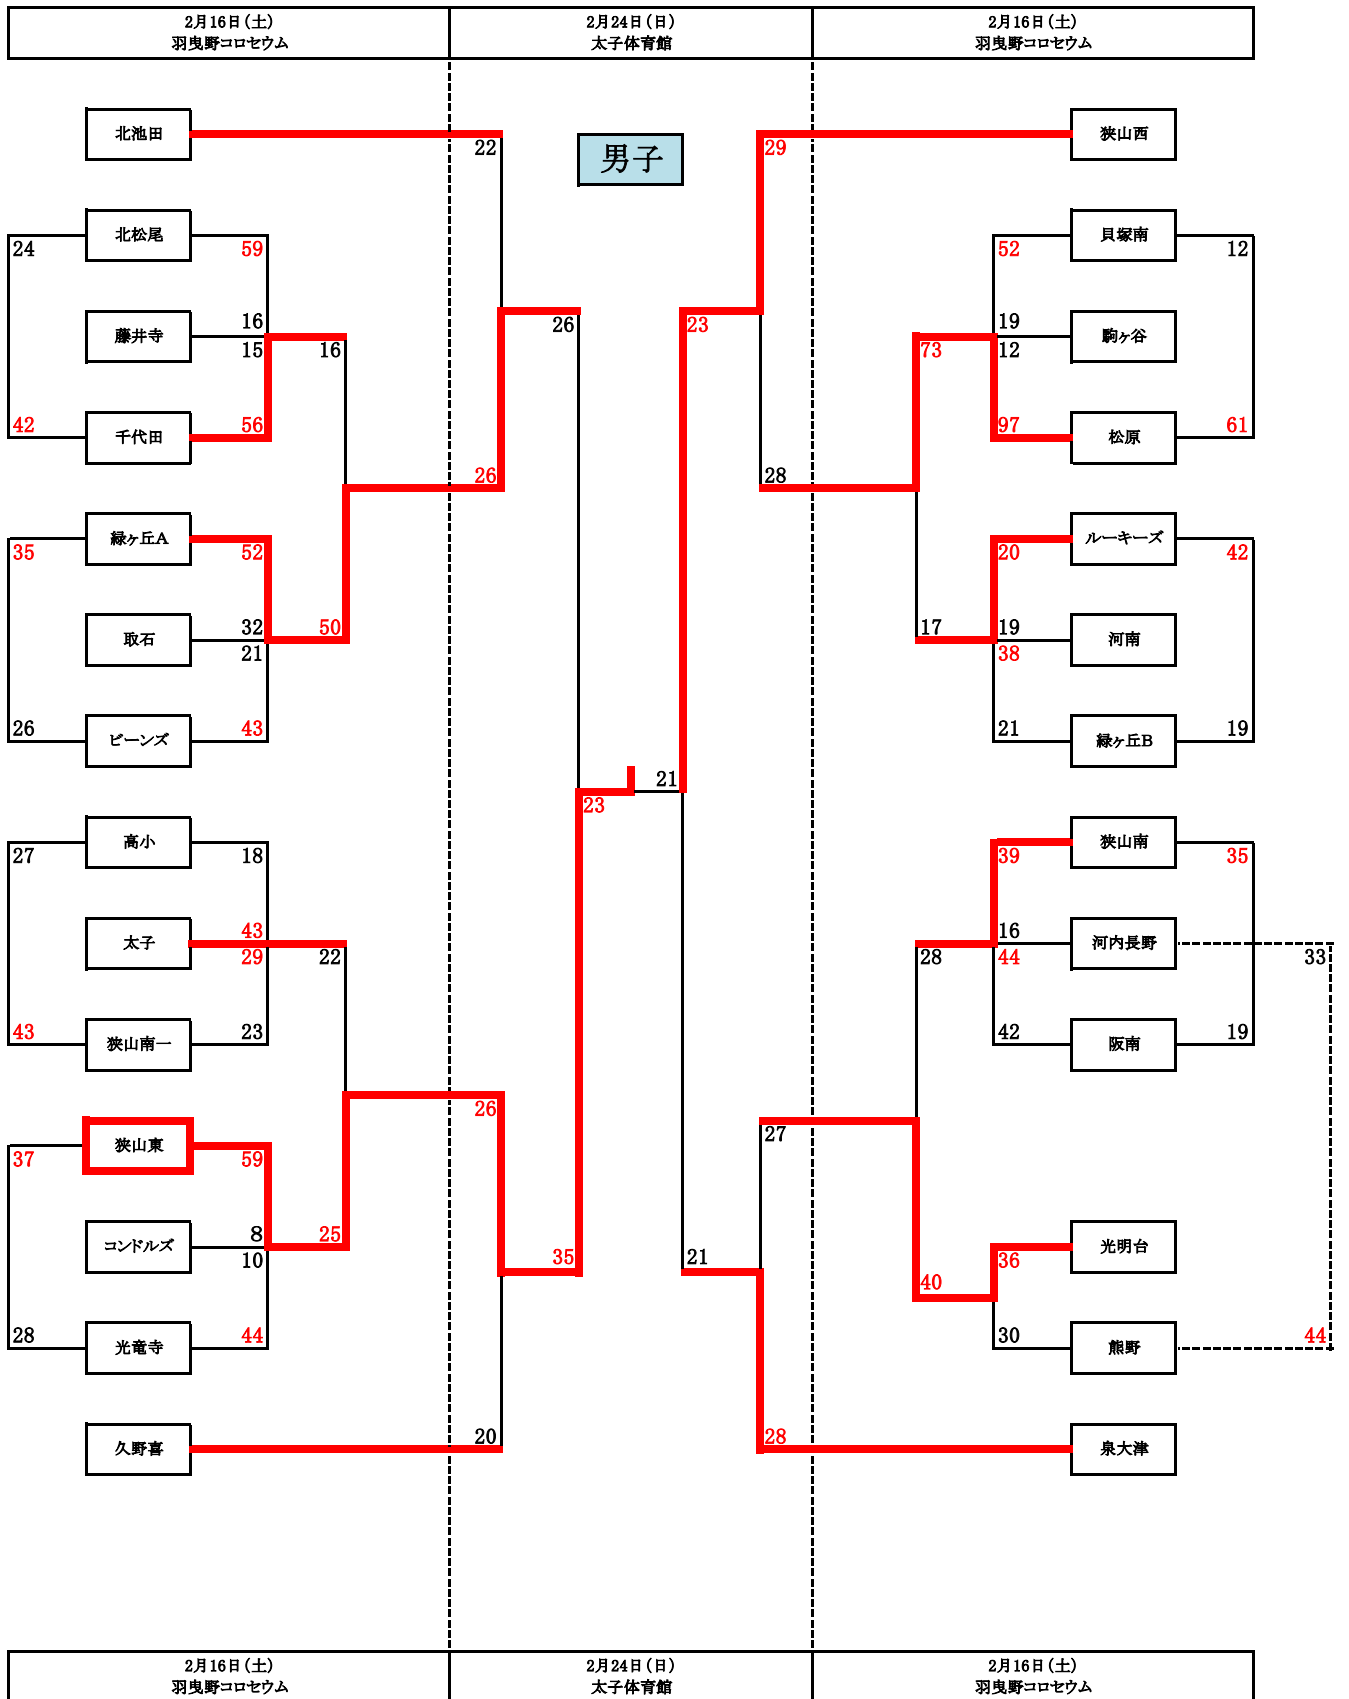 2月16日（土）
羽曳野コロセウム
2月24日（日）
太子体育館
2月16日（土）
羽曳野コロセウム
男子
北池田
22
北松尾
24
59
藤井寺
16
15
16
千代田
42
56
26
26
緑ヶ丘A
35
52
取石
32
21
50
ビーンズ
26
43
高小
27
18
太子
43
29
22
狭山南一
43
23
26
狭山東
37
59
コンドルズ
8
10
25
35
光竜寺
28
44
久野喜
20
23
21
狭山西
29
貝塚南
52
12
駒ヶ谷
19
12
73
23
松原
97
61
28
ルーキーズ
20
42
河南
19
38
17
緑ヶ丘B
21
19
狭山南
39
35
河内長野
16
44
28
33
阪南
42
19
27
光明台
36
40
21
熊野
30
44
泉大津
28
2月16日（土）
羽曳野コロセウム
2月24日（日）
太子体育館
2月16日（土）
羽曳野コロセウム